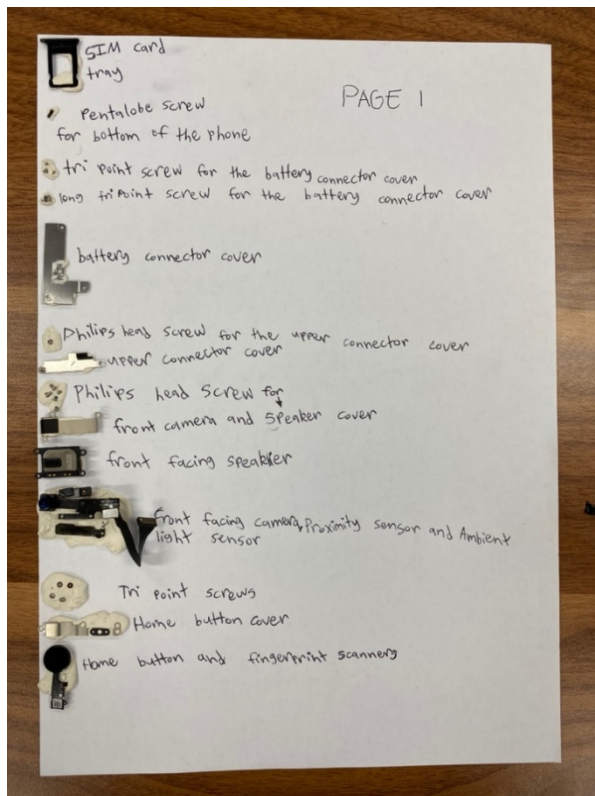 SIM card
tray
PAGE 1
Pentalobe screw
for bottom of the phone
tri point screw for the battery connector cover
long tri point screw for the battery connector cover
battery connector cover
Philips head screw for the upper connector cover
upper connector cover
Philips head screw for
front camera and Speaker cover
front facing speaker
front facing camera, Proximity sensor and Ambient
light sensor
Tri point screws
Home button cover
Home button and fingerprint scanners